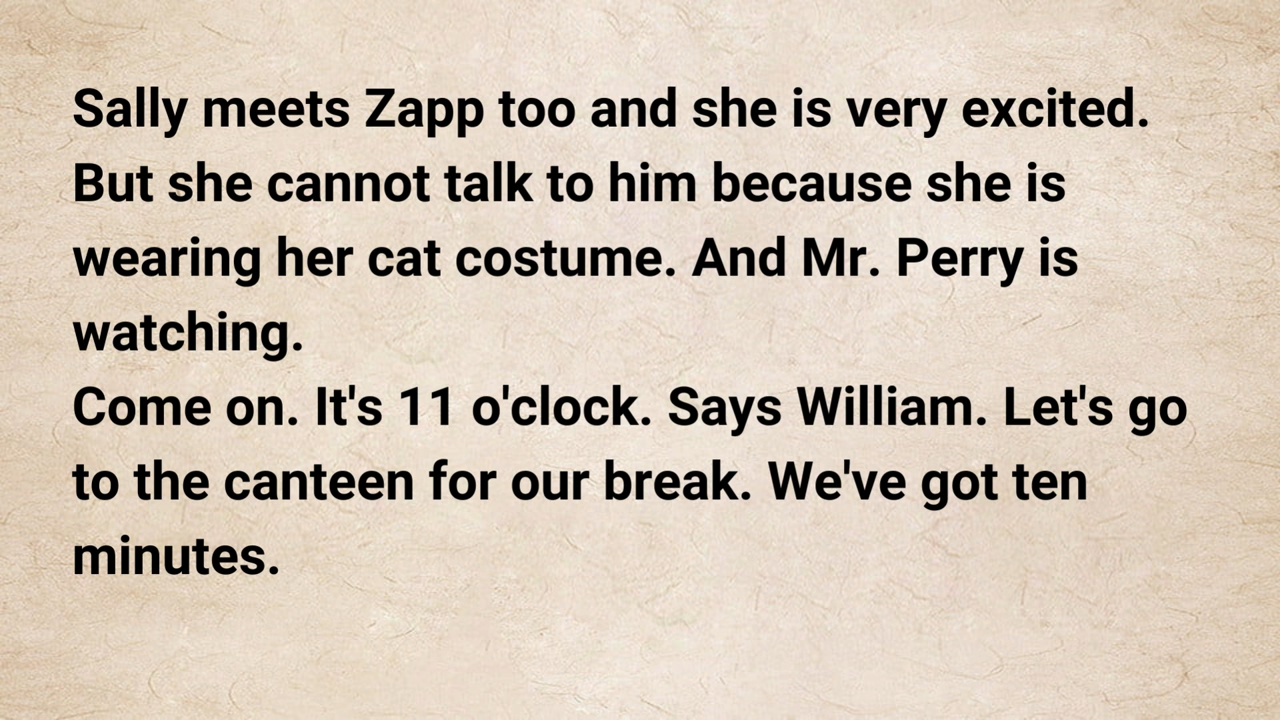 Sally meets Zapp too and she is very excited.
But she cannot talk to him because she is
wearing her cat costume. And Mr. Perry is
watching.
Come on. It's 11 o'clock. Says William. Let's go
to the canteen for our break. We've got ten
minutes.